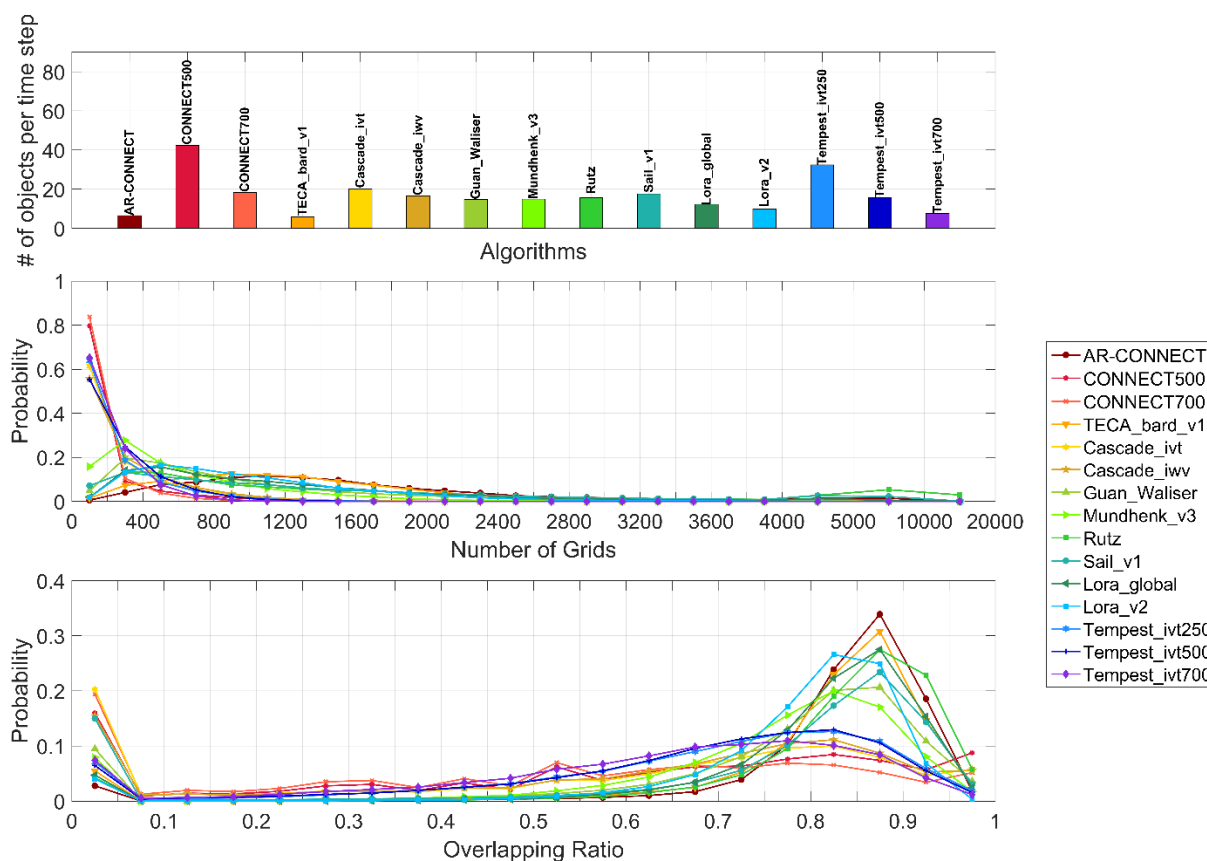 # of objects per time step
80
60
40
20
0
AR-CONNECT
CONNECT500
CONNECT700
TECA_bard_v1
Cascade_ivt
Cascade_iwv
Guan_Waliser
Mundhenk_v3
Rutz
Sail_v1
Lora_global
Lora_v2
Tempest_ivt250
Tempest_ivt500
Tempest_ivt700
Algorithms
Probability
1
0.8
0.6
0.4
0.2
0
0 400 800 1200 1600 2000 2400 2800 3200 3600 4000 5000 10000 20000
Number of Grids
Probability
0.4
0.3
0.2
0.1
0
0 0.1 0.2 0.3 0.4 0.5 0.6 0.7 0.8 0.9 1
Overlapping Ratio
AR-CONNECT
CONNECT500
CONNECT700
TECA_bard_v1
Cascade_ivt
Cascade_iwv
Guan_Waliser
Mundhenk_v3
Rutz
Sail_v1
Lora_global
Lora_v2
Tempest_ivt250
Tempest_ivt500
Tempest_ivt700